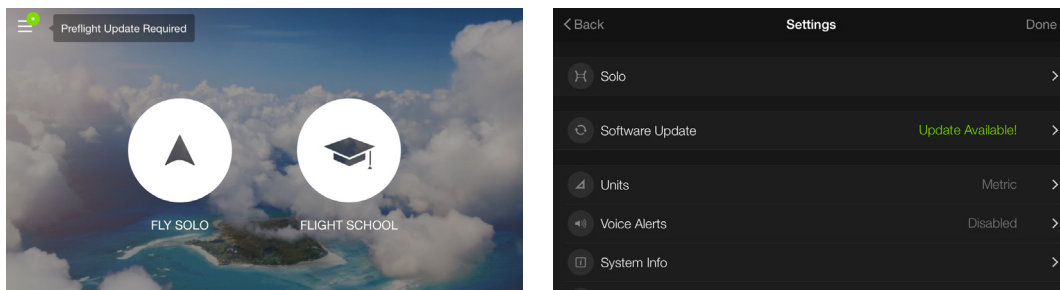 Preflight Update Required
FLY SOLO
FLIGHT SCHOOL
Back
Settings
Done
Solo
Software Update
Update Available!
Units
Metric
Voice Alerts
Disabled
System Info